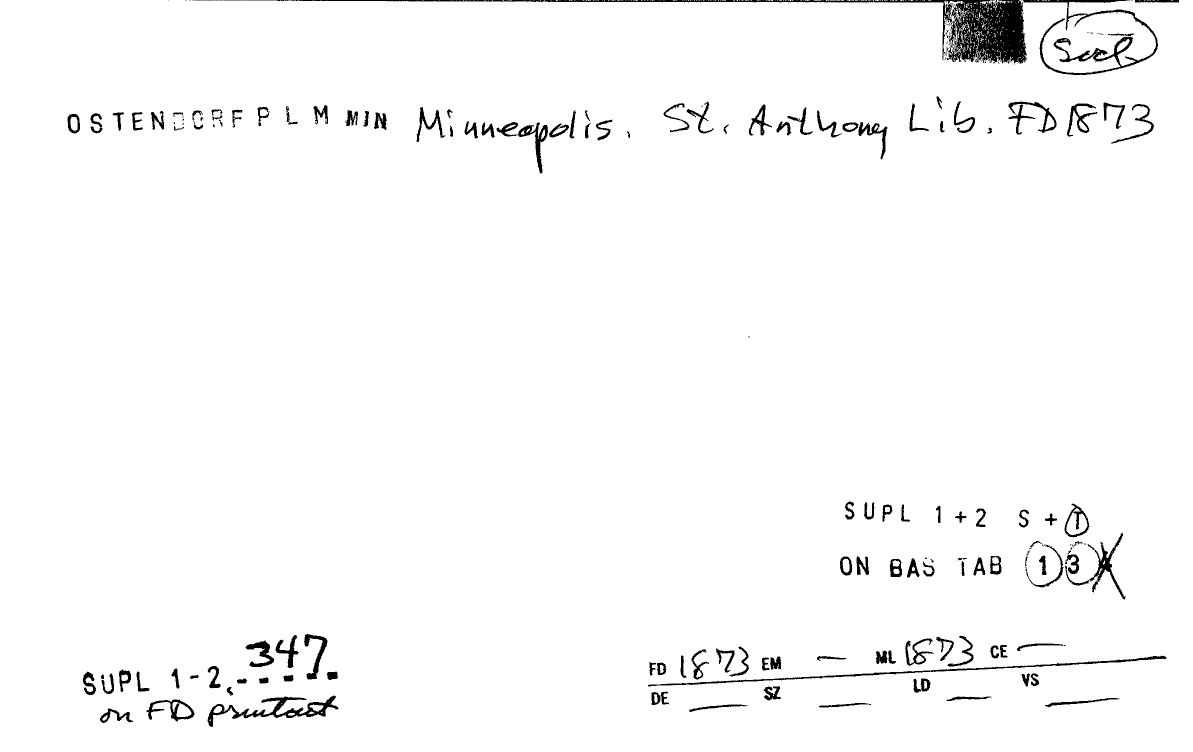 Soc
OSTENDORF P L M MIN Minneapolis. St. Anthony Lib. FD1873
SUPL 1+2 S + T
ON BAS TAB 1 3
SUPL 1-2, 347
on FD printout
FD 1873 EM — ML 1873 CE —
DE — SZ — LD — VS —